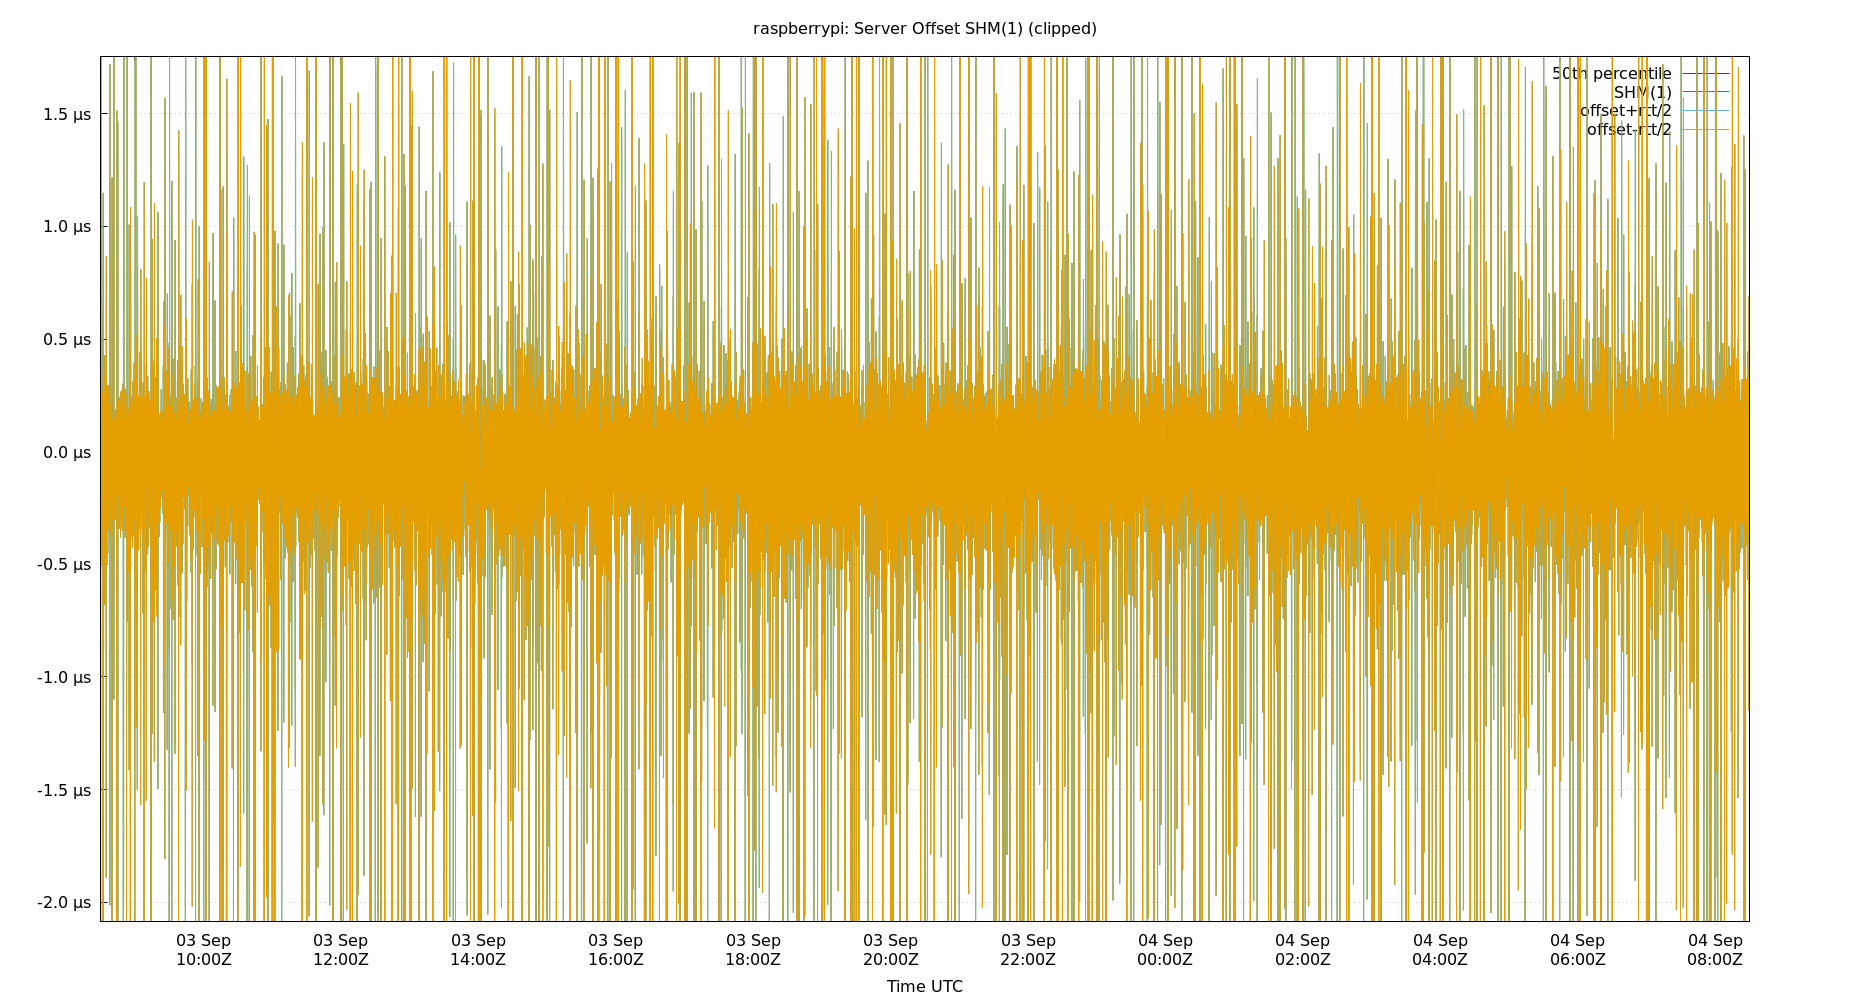 raspberrypi: Server Offset SHM(1) (clipped)
50th percentile
SHM(1)
offset+rtt/2
offset-rtt/2
1.5 µs
1.0 µs
0.5 µs
0.0 µs
-0.5 µs
-1.0 µs
-1.5 µs
-2.0 µs
03 Sep 03 Sep 03 Sep 03 Sep 03 Sep 03 Sep 03 Sep 04 Sep 04 Sep 04 Sep 04 Sep 04 Sep
10:00Z 12:00Z 14:00Z 16:00Z 18:00Z 20:00Z 22:00Z 00:00Z 02:00Z 04:00Z 06:00Z 08:00Z
Time UTC